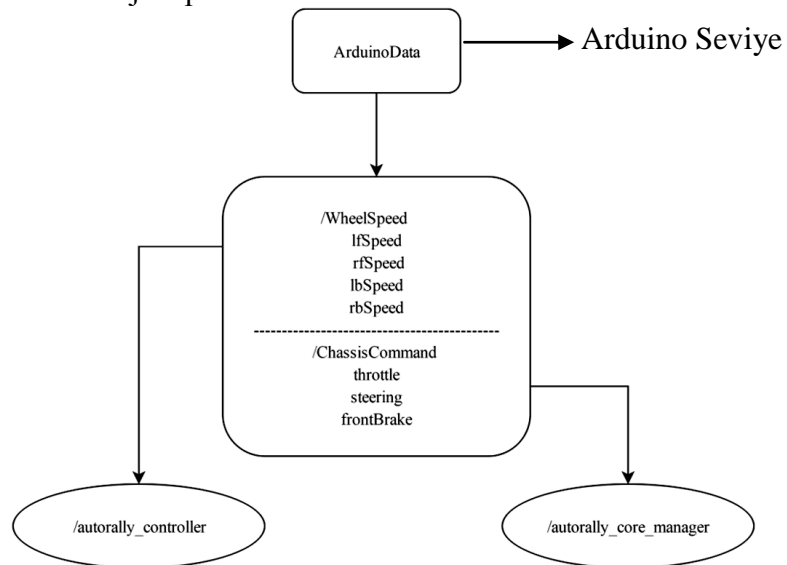 ArduinoData
Arduino Seviye
/WheelSpeed
lfSpeed
rfSpeed
lbSpeed
rbSpeed
/ChassisCommand
throttle
steering
frontBrake
/autorally_controller
/autorally_core_manager